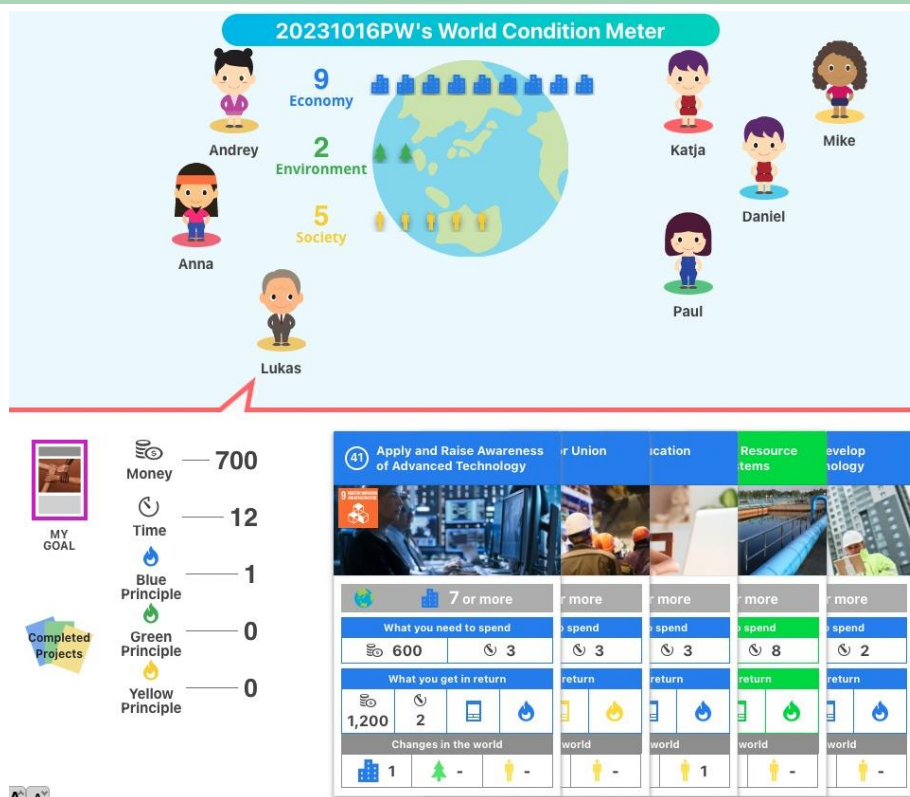 20231016PW's World Condition Meter
9
Economy
2
Environment
5
Society
Andrey
Anna
Lukas
Katja
Mike
Daniel
Paul
MY
GOAL
Money
700
Time
12
Blue
Principle
1
Green
Principle
0
Yellow
Principle
0
Completed
Projects
41
Apply and Raise Awareness
of Advanced Technology
7 or more
What you need to spend
600
3
What you get in return
1,200
2
Changes in the world
1
-
-
r Union
r more
o spend
3
return
world
-
cation
r more
o spend
3
return
world
1
Resource
tems
r more
o spend
8
return
world
-
evelop
nology
r more
o spend
2
return
world
-